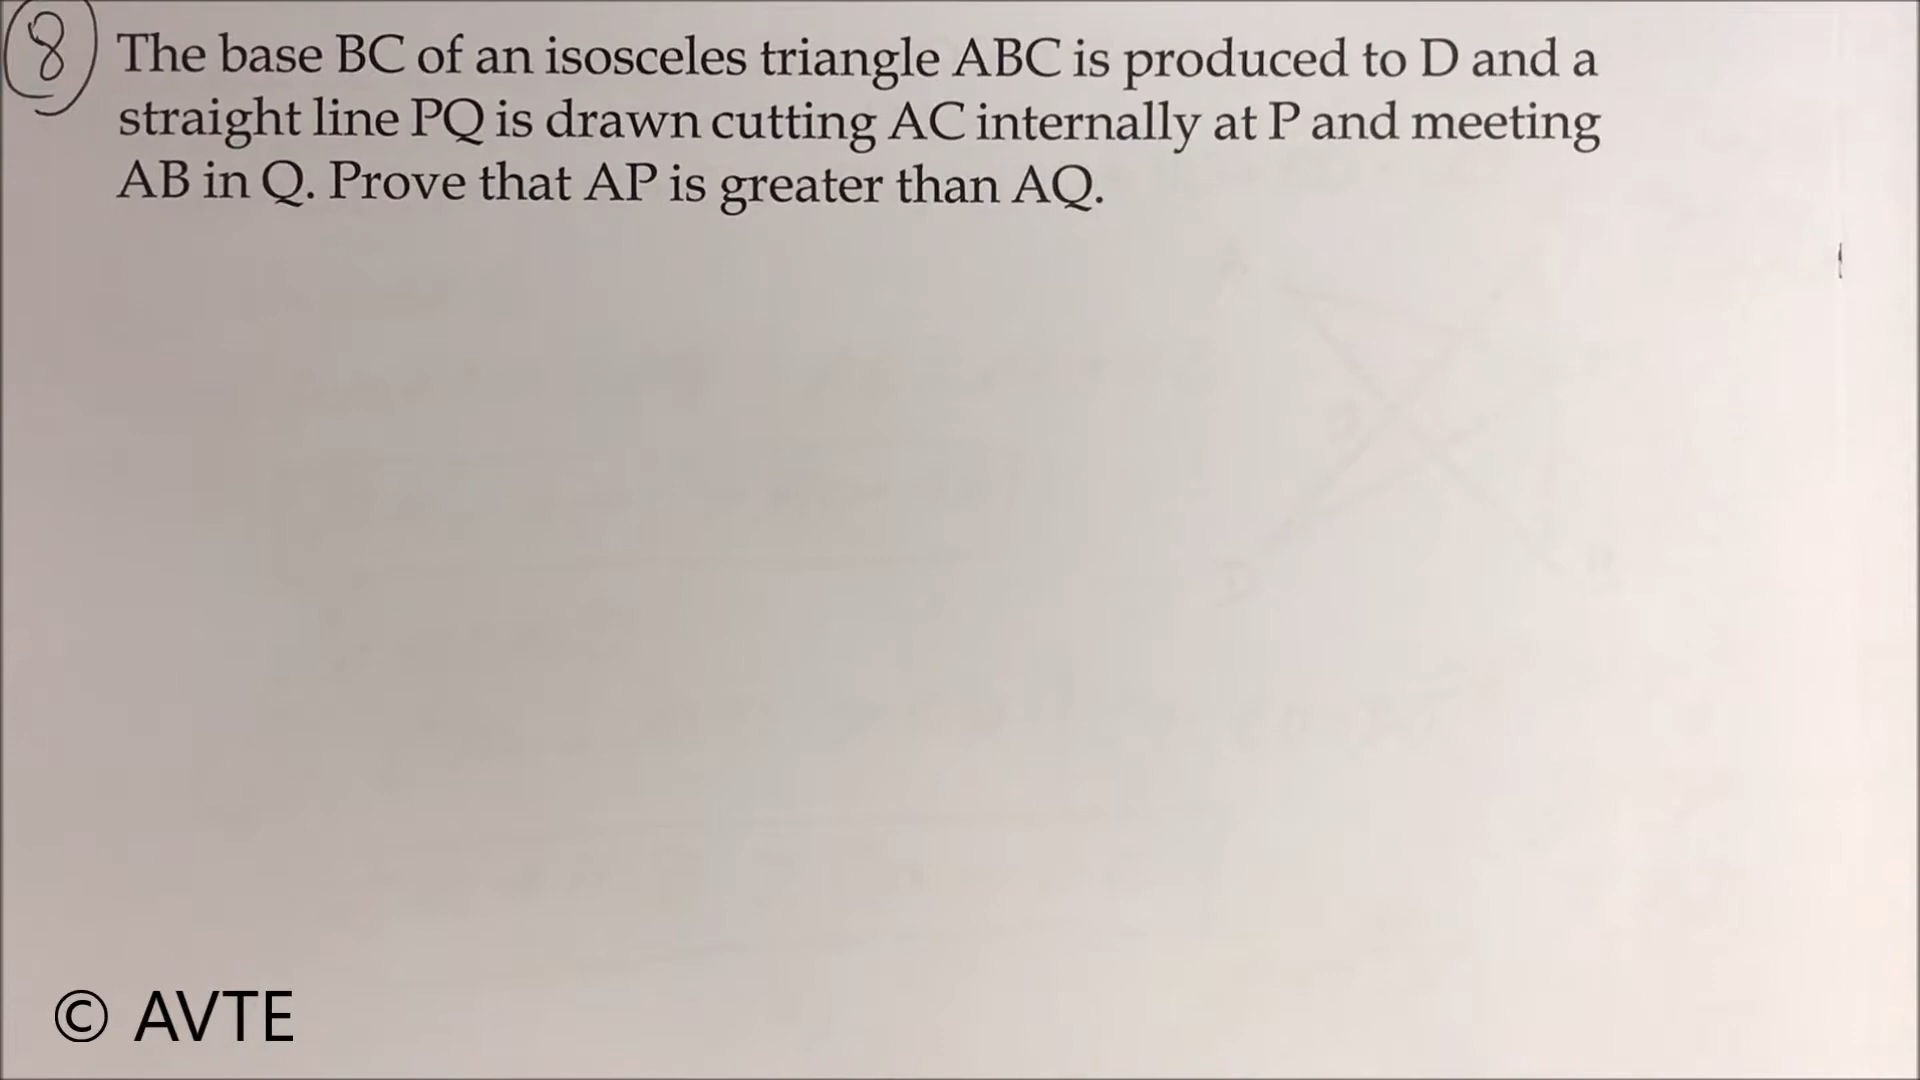 8 The base BC of an isosceles triangle ABC is produced to D and a
straight line PQ is drawn cutting AC internally at P and meeting
AB in Q. Prove that AP is greater than AQ.
© AVTE